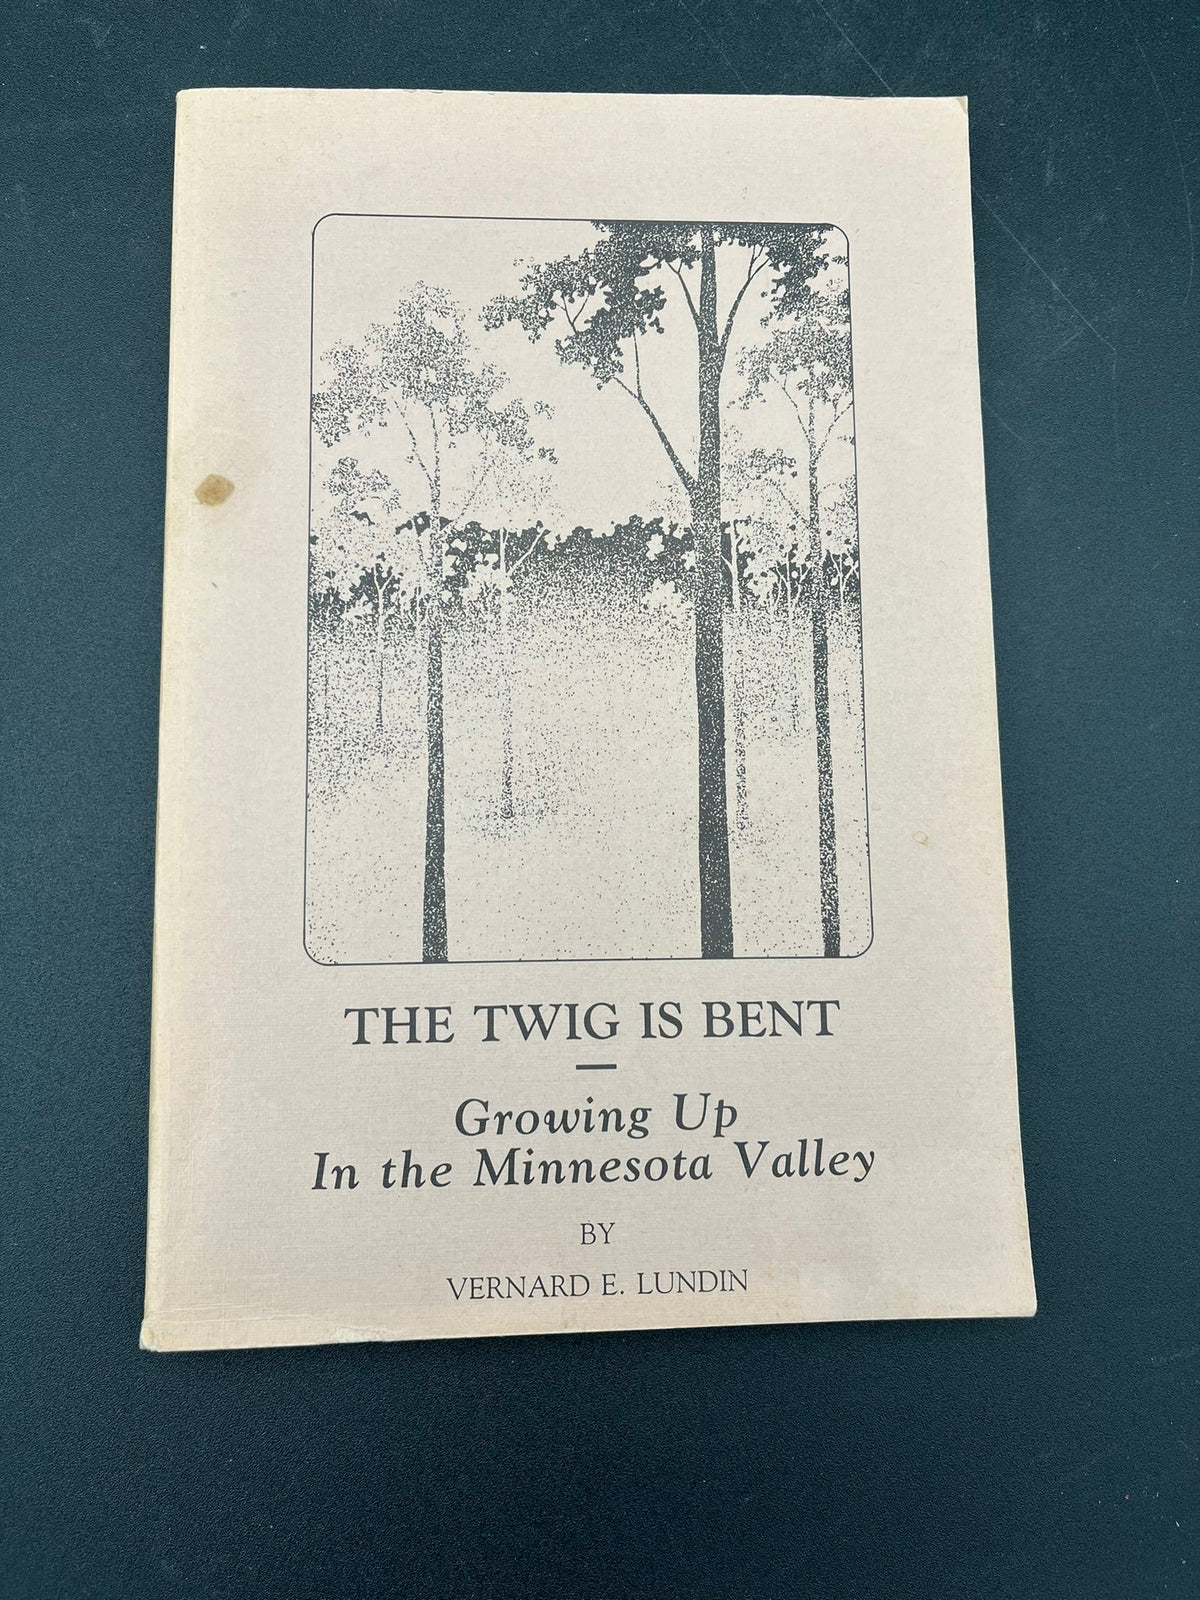 THE TWIG IS BENT
Growing Up
In the Minnesota Valley
BY
VERNARD E. LUNDIN